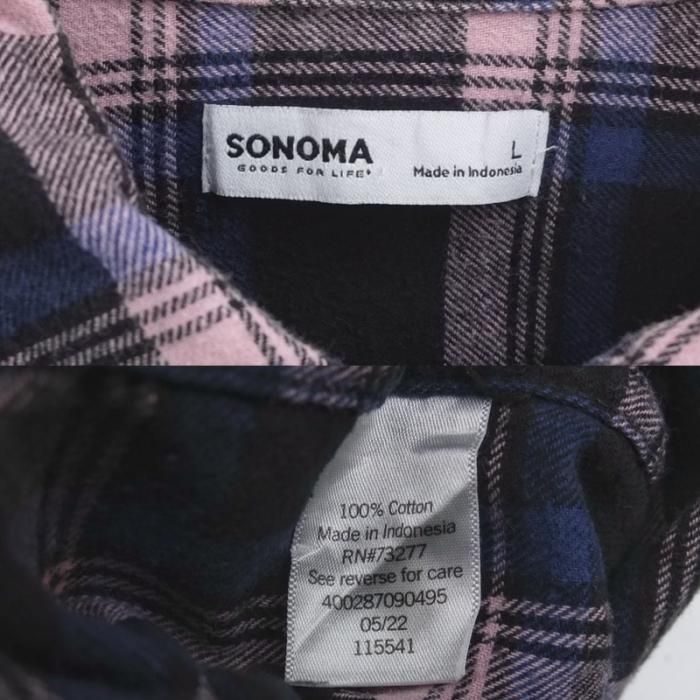 SONOMA
GOODS FOR LIFE®
L
Made in Indonesia
100% Cotton
Made in Indonesia
RN#73277
See reverse for care
400287090495
05/22
115541